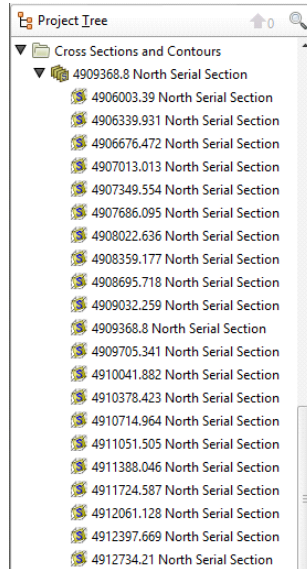 Project Tree
0
Cross Sections and Contours
4909368.8 North Serial Section
4906003.39 North Serial Section
4906339.931 North Serial Section
4906676.472 North Serial Section
4907013.013 North Serial Section
4907349.554 North Serial Section
4907686.095 North Serial Section
4908022.636 North Serial Section
4908359.177 North Serial Section
4908695.718 North Serial Section
4909032.259 North Serial Section
4909368.8 North Serial Section
4909705.341 North Serial Section
4910041.882 North Serial Section
4910378.423 North Serial Section
4910714.964 North Serial Section
4911051.505 North Serial Section
4911388.046 North Serial Section
4911724.587 North Serial Section
4912061.128 North Serial Section
4912397.669 North Serial Section
4912734.21 North Serial Section